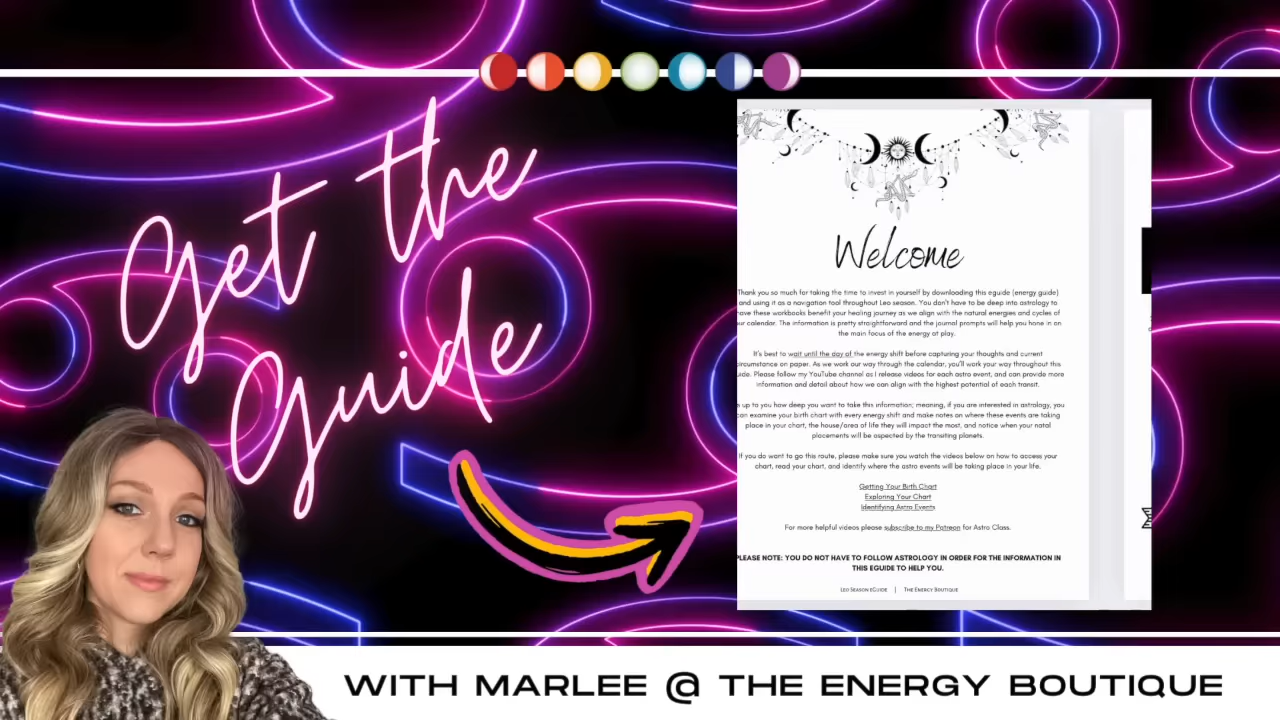 Get the
Guide
Welcome
Thank you so much for taking the time to invest in yourself by downloading this eguide (energy guide)
and using it as a navigation tool throughout Leo season. You don't have to be deep into astrology to
have these workbooks benefit your healing journey as we align with the natural energies and cycles of
our calendar. The information is pretty straightforward and the journal prompts will help you hone in on
the main focus of the energy at play.
It's best to wait until the day of the energy shift before capturing your thoughts and current
circumstance on paper. As we work our way through the calendar, you'll work your way throughout this
guide. Please follow my YouTube channel as I release videos for each astro event, and can provide more
information and detail about how we can align with the highest potential of each transit.
s up to you how deep you want to take this information; meaning, if you are interested in astrology, you
can examine your birth chart with every energy shift and make notes on where these events are taking
place in your chart, the house/area of life they will impact the most, and notice when your natal
placements will be aspected by the transiting planets.
If you do want to go this route, please make sure you watch the videos below on how to access your
chart, read your chart, and identify where the astro events will be taking place in your life.
Getting Your Birth Chart
Exploring Your Chart
Identifying Astro Events
For more helpful videos please subscribe to my Patreon for Astro Class.
PLEASE NOTE: YOU DO NOT HAVE TO FOLLOW ASTROLOGY IN ORDER FOR THE INFORMATION IN
THIS EGUIDE TO HELP YOU.
LEO SEASON EGUIDE | THE ENERGY BOUTIQUE
WITH MARLEE @ THE ENERGY BOUTIQUE